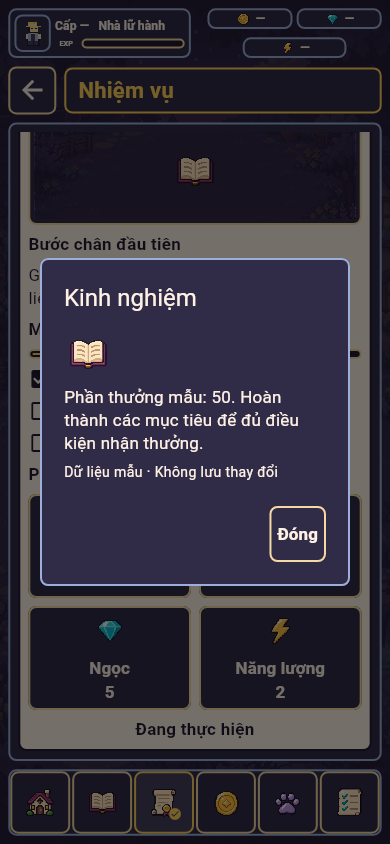 Cấp — Nhà lữ hành
EXP
—
—
—
Nhiệm vụ
Bước chân đầu tiên
Kinh nghiệm
Phần thưởng mẫu: 50. Hoàn
thành các mục tiêu để đủ điều
kiện nhận thưởng.
Dữ liệu mẫu · Không lưu thay đổi
Đóng
Ngọc
5
Năng lượng
2
Đang thực hiện